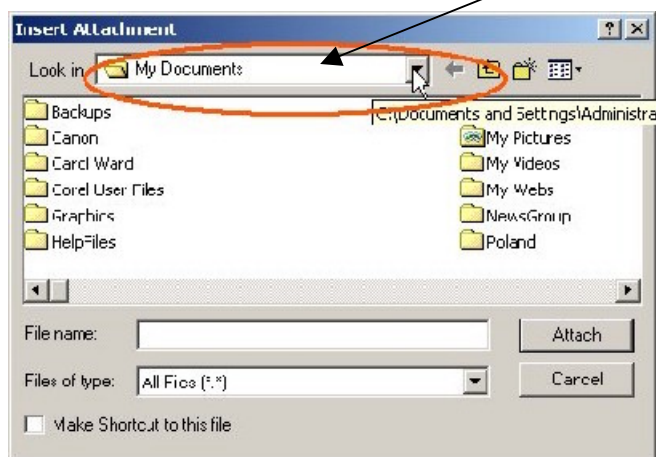 Insert Attachment
Look in My Documents
C:\Documents and Settings\Administra
Backups
Canon
Carol Ward
Corel User Files
Graphics
HelpFiles
My Pictures
My Videos
My Webs
NewsGroup
Poland
File name:
Attach
Files of type: All Files (*.*)
Cancel
Make Shortcut to this file